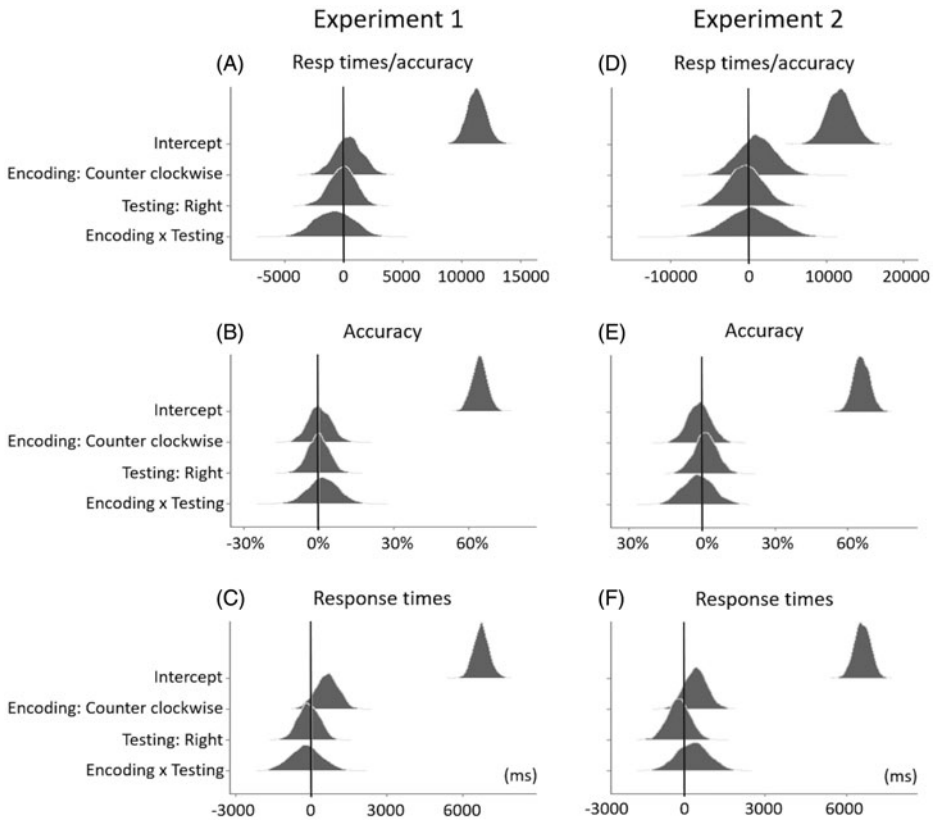 Experiment 1
Experiment 2
(A)
Resp times/accuracy
(D)
Resp times/accuracy
Intercept
Encoding: Counter clockwise
Testing: Right
Encoding x Testing
-5000 0 5000 10000 15000
-10000 0 10000 20000
(B)
Accuracy
(E)
Accuracy
Intercept
Encoding: Counter clockwise
Testing: Right
Encoding x Testing
-30% 0% 30% 60%
30% 0% 30% 60%
(C)
Response times
(F)
Response times
Intercept
Encoding: Counter clockwise
Testing: Right
Encoding x Testing
(ms)
(ms)
-3000 0 3000 6000
-3000 0 3000 6000